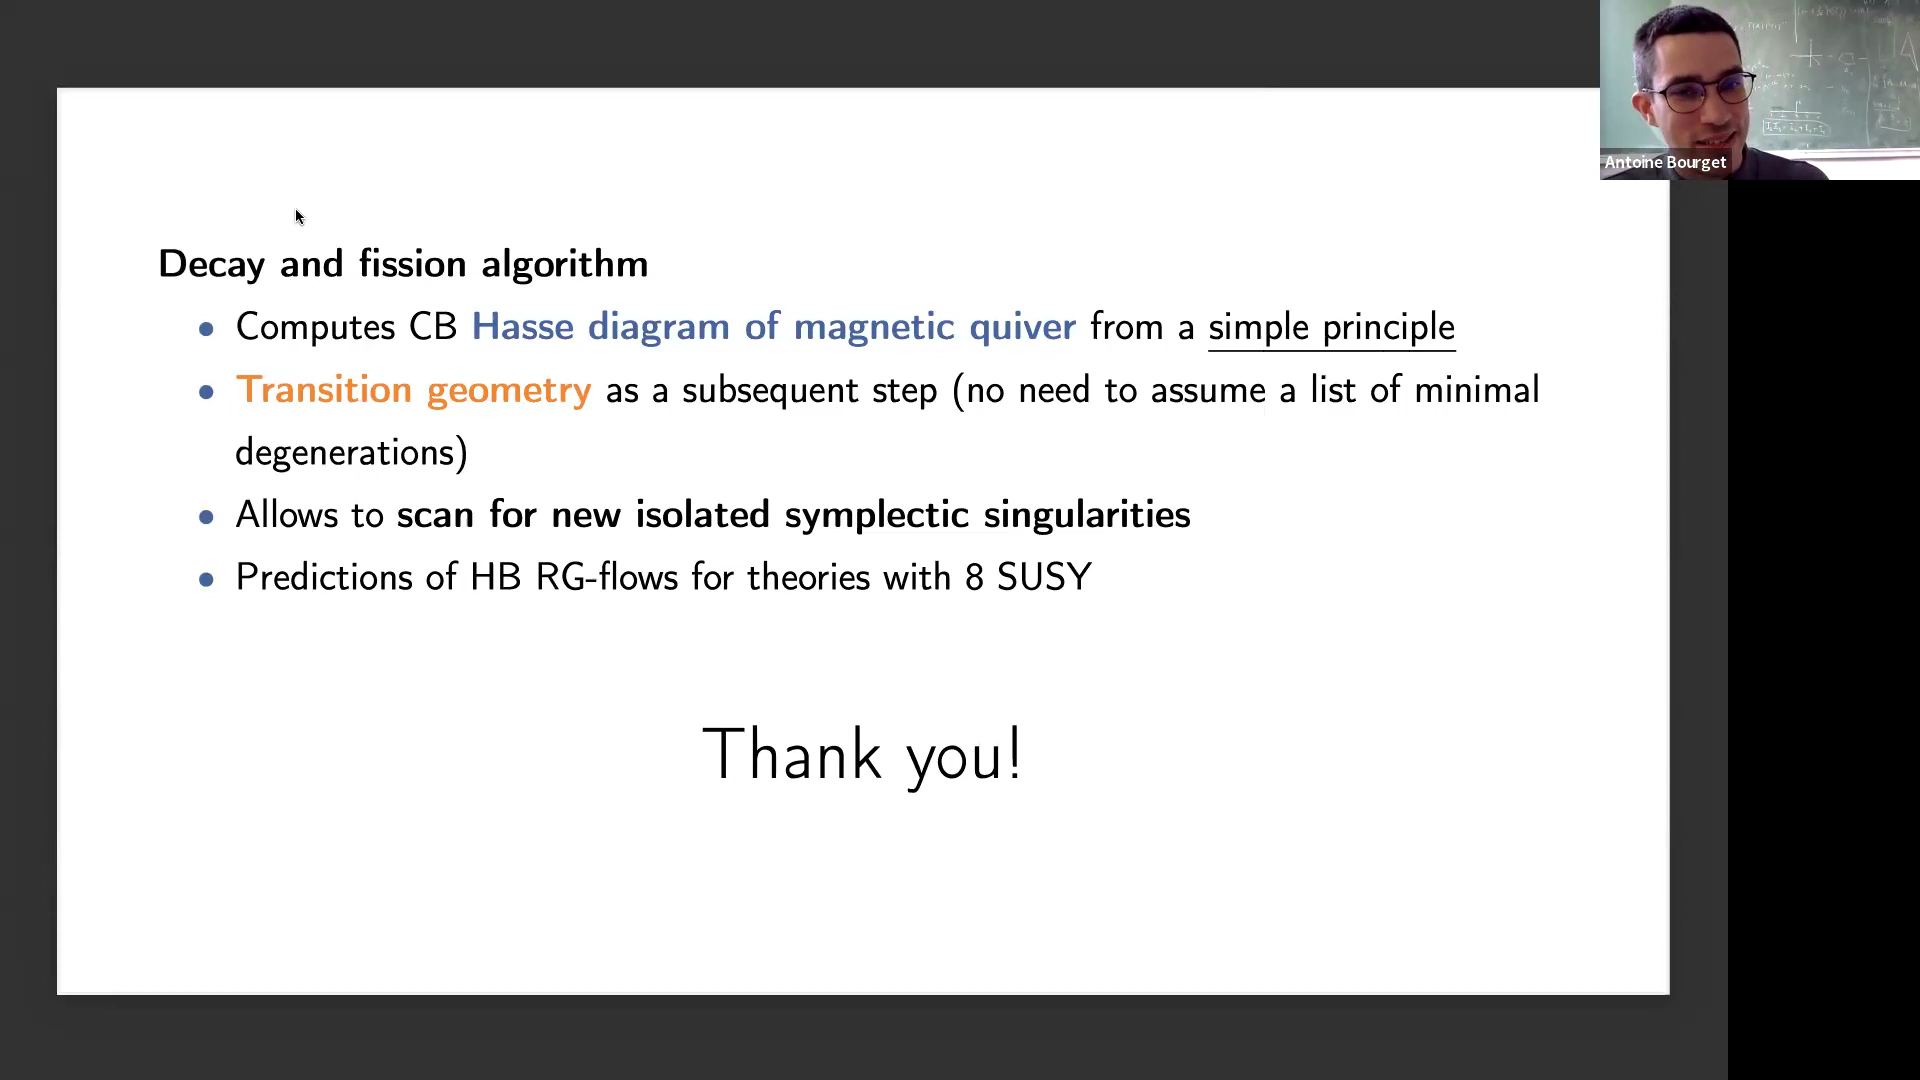 Antoine Bourget
Decay and fission algorithm
• Computes CB Hasse diagram of magnetic quiver from a simple principle
• Transition geometry as a subsequent step (no need to assume a list of minimal
degenerations)
• Allows to scan for new isolated symplectic singularities
• Predictions of HB RG-flows for theories with 8 SUSY
Thank you!